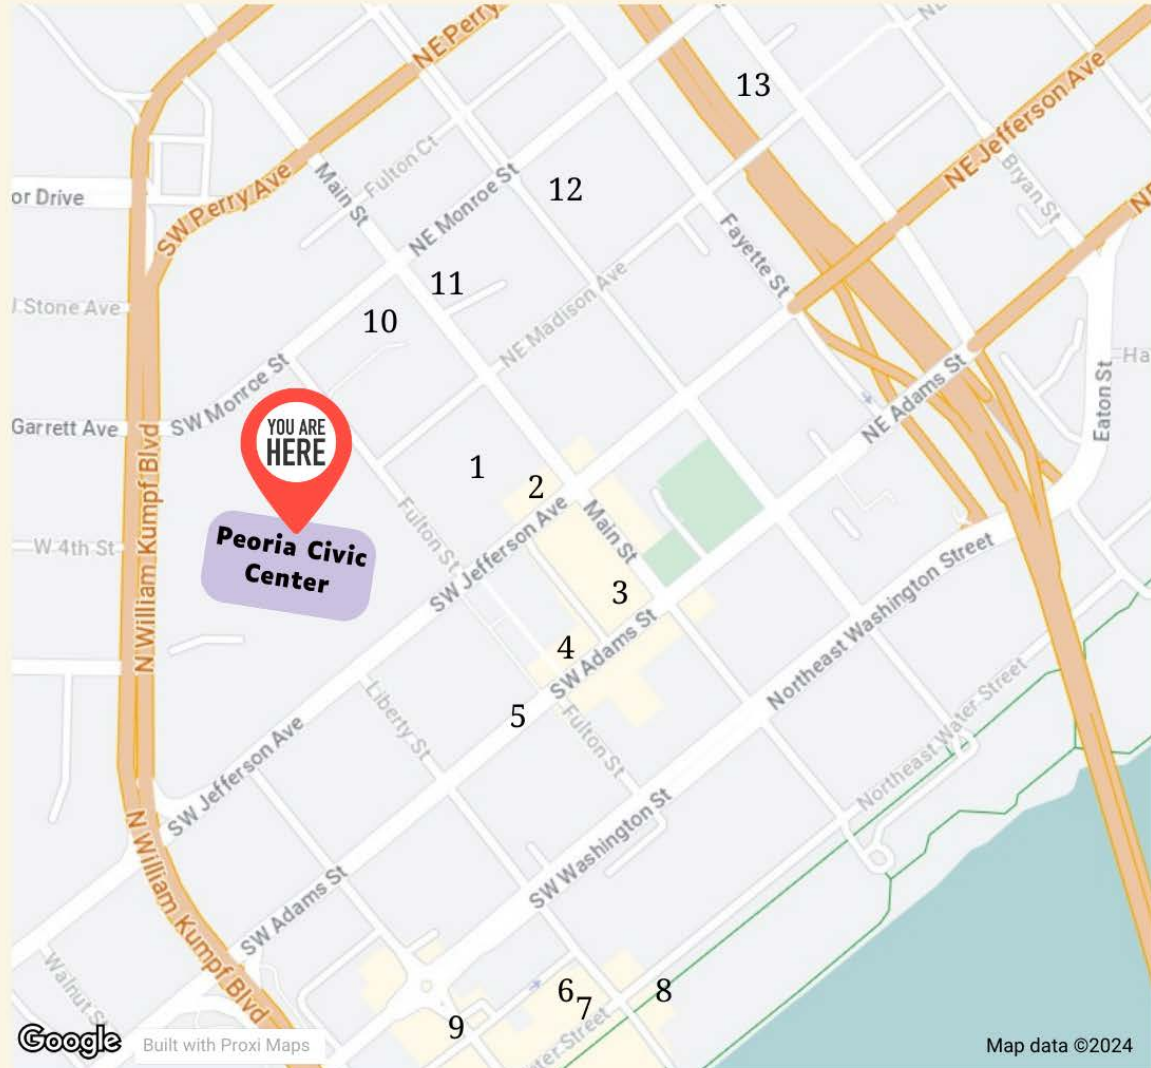 NE Perry
NE
13
NE Jefferson Ave
Fulton Ct
Main St
Bryan St
or Drive
SW Perry Ave
NE Monroe St
12
NE
Fayette St
11
Stone Ave
10
NE Madison Ave
NE Adams St
Eaton St
Ha
SW Monroe St
Garrett Ave
YOU ARE
HERE
N William Kumpf Blvd
1
2
Fulton St
SW Jefferson Ave
Main St
W 4th St
Peoria Civic
Center
3
4
SW Adams St
Northeast Washington Street
5
Liberty St
Fulton St
Northeast Water Street
SW Jefferson Ave
SW Washington St
N William Kumpf Blvd
SW Adams St
Walnut S
6
7
8
9
ter Street
Google
Built with Proxi Maps
Map data ©2024